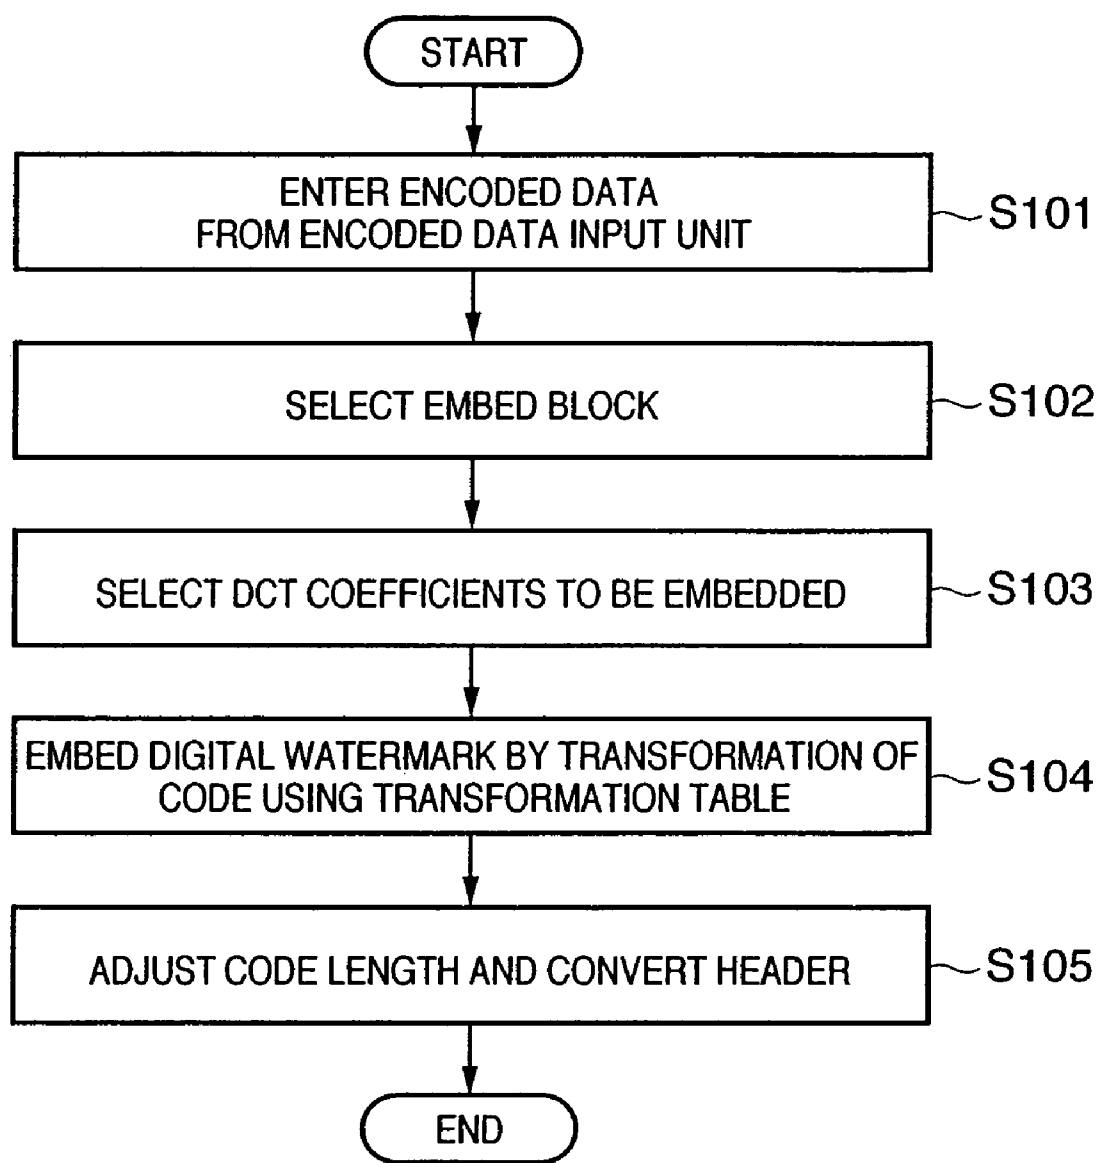 START
ENTER ENCODED DATA
FROM ENCODED DATA INPUT UNIT
S101
SELECT EMBED BLOCK
S102
SELECT DCT COEFFICIENTS TO BE EMBEDDED
S103
EMBED DIGITAL WATERMARK BY TRANSFORMATION OF
CODE USING TRANSFORMATION TABLE
S104
ADJUST CODE LENGTH AND CONVERT HEADER
S105
END